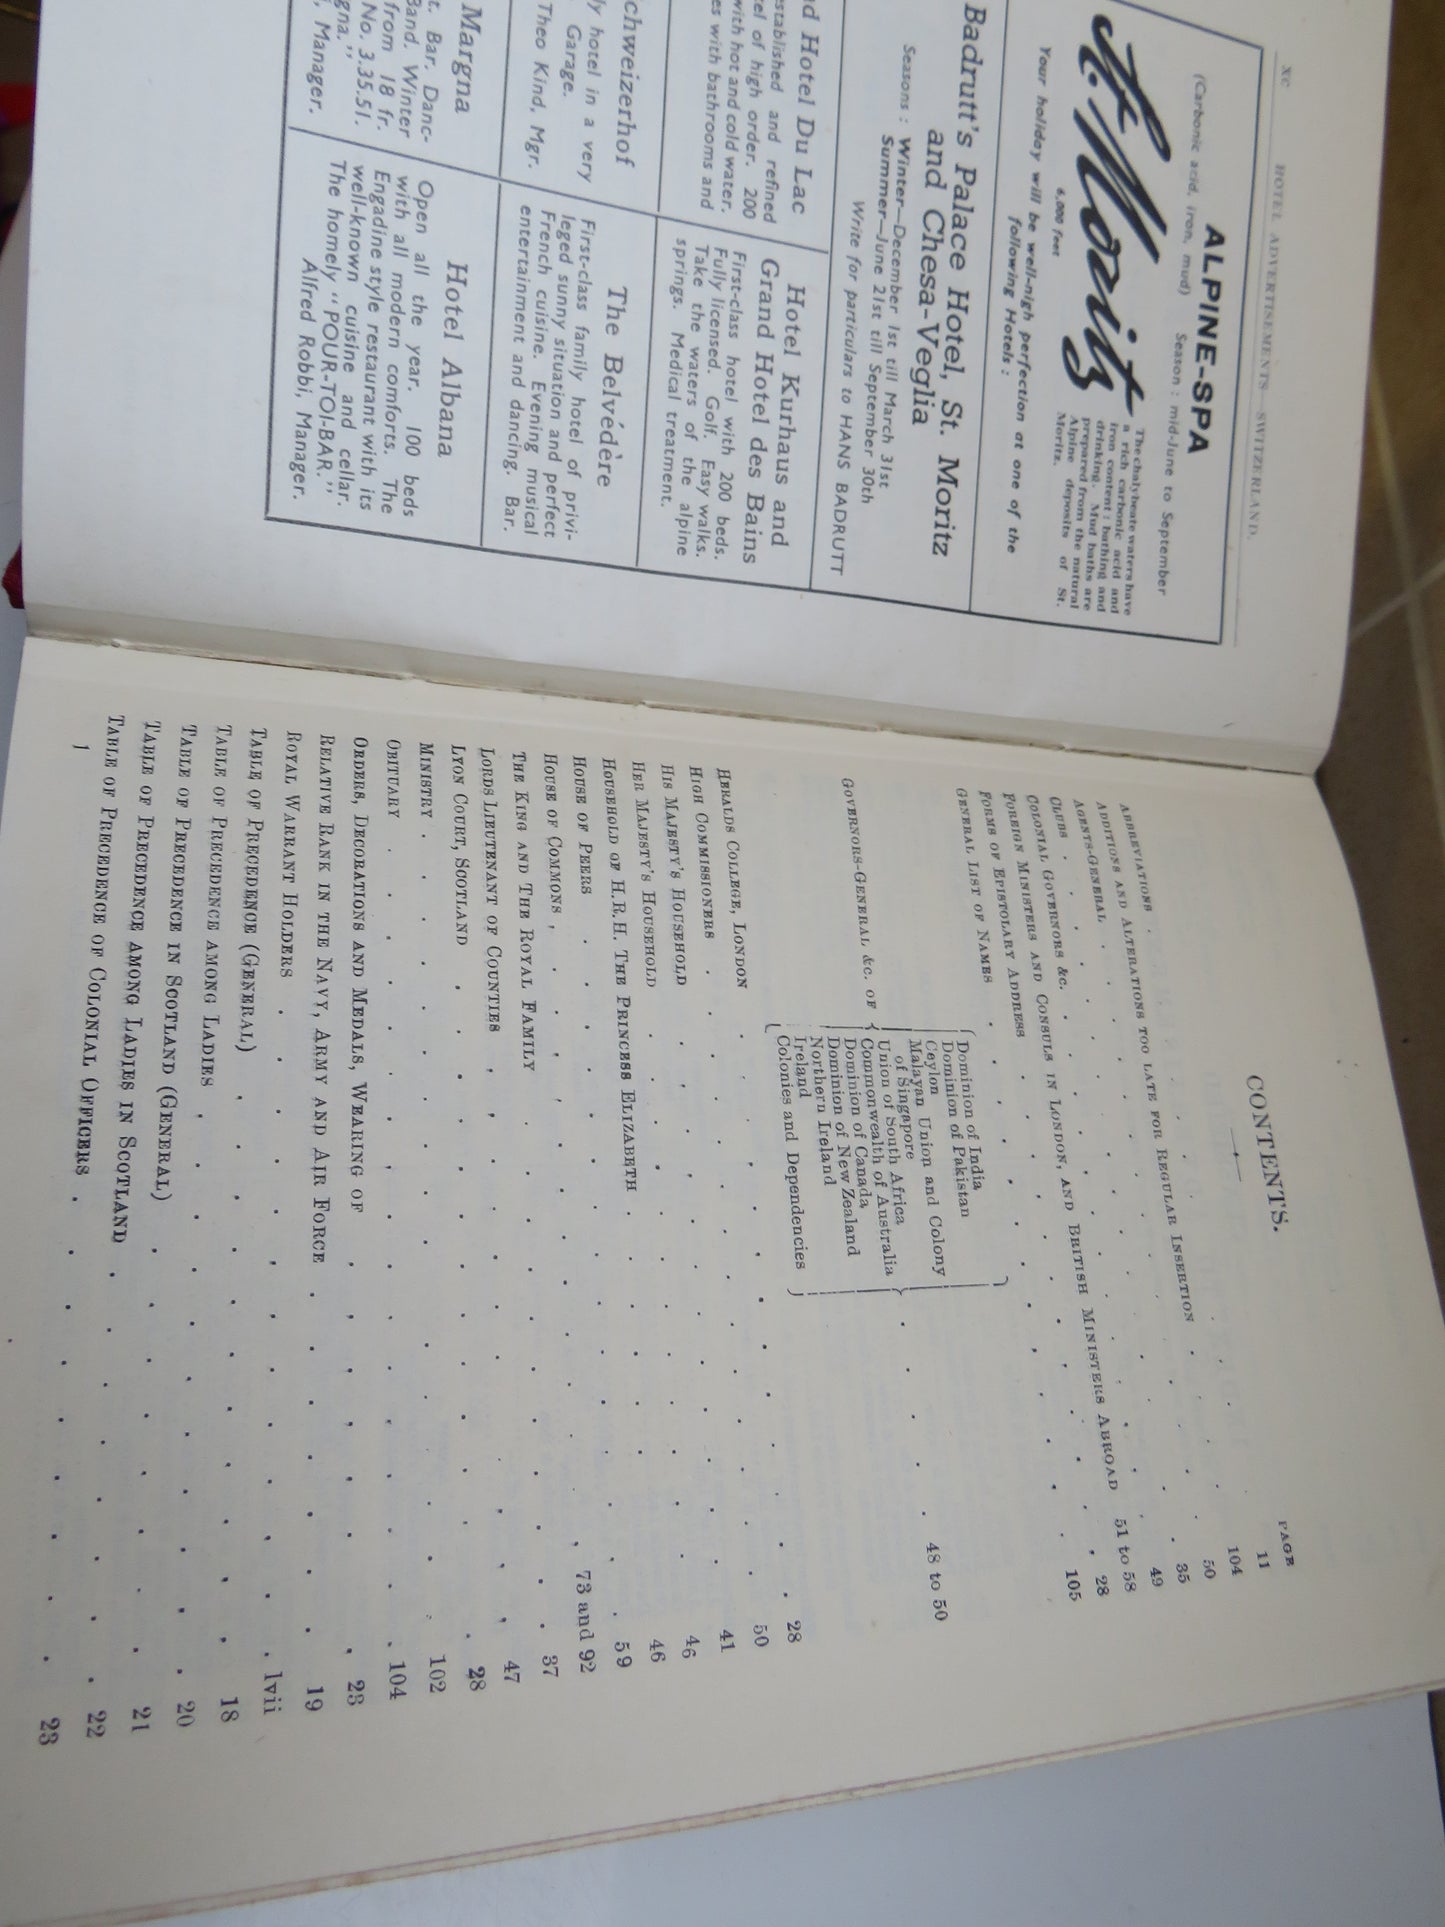 xc
HOTEL ADVERTISEMENTS—SWITZERLAND.
ALPINE-SPA
(Carbonic acid, iron, mud) Season : mid-June to September
St. Moritz
6,000 feet
The chalybeate waters have
a rich carbonic acid and
iron content: bathing and
drinking. Mud baths are
prepared from the natural
Alpine deposits of St.
Moritz.
Your holiday will be well-nigh perfection at one of the
following Hotels :
Badrutt's Palace Hotel, St. Moritz
and Chesa-Veglia
Seasons : Winter—December 1st till March 31st
Summer—June 21st till September 30th
Write for particulars to HANS BADRUTT
Hotel Du Lac
established and refined
of high order. 200
with hot and cold water.
with bathrooms and
Hotel Kurhaus and
Grand Hotel des Bains
First-class hotel with 200 beds.
Fully licensed. Golf. Easy walks.
Take the waters of the alpine
springs. Medical treatment.
hotel in a very
Garage.
Theo Kind, Mgr.
The Belvédère
First-class family hotel of privi-
leged sunny situation and perfect
French cuisine. Evening musical
entertainment and dancing. Bar.
Margna
Bar. Danc-
Band. Winter
from 18 fr.
No. 3.35.51.
Manager.
Hotel Albana
Open all the year. 100 beds
with all modern comforts. The
Engadine style restaurant with its
well-known cuisine and cellar.
The homely "POUR-TOI-BAR."
Alfred Robbi, Manager.
CONTENTS.
PAGE
ABBREVIATIONS . 11
ADDITIONS AND ALTERATIONS TOO LATE FOR REGULAR INSERTION 104
AGENTS-GENERAL 50
CLUBS 35
COLONIAL GOVERNORS &c. 49
FOREIGN MINISTERS AND CONSULS IN LONDON, AND BRITISH MINISTERS ABROAD 51 to 58
FORMS OF EPISTOLARY ADDRESS 28
GENERAL LIST OF NAMES 105
GOVERNORS-GENERAL &c. OF
Dominion of India
Dominion of Pakistan
Ceylon
Malayan Union and Colony
of Singapore
Union of South Africa
Commonwealth of Australia
Dominion of Canada
Dominion of New Zealand
Northern Ireland
Ireland
Colonies and Dependencies
48 to 50
HERALDS COLLEGE, LONDON 28
HIGH COMMISSIONERS 50
HIS MAJESTY'S HOUSEHOLD 41
HER MAJESTY'S HOUSEHOLD 46
HOUSEHOLD OF H.R.H. THE PRINCESS ELIZABETH 46
HOUSE OF PEERS 59
HOUSE OF COMMONS 73 and 92
THE KING AND THE ROYAL FAMILY 37
LORDS LIEUTENANT OF COUNTIES 47
LYON COURT, SCOTLAND 28
MINISTRY 102
OBITUARY 104
ORDERS, DECORATIONS AND MEDALS, WEARING OF 23
RELATIVE RANK IN THE NAVY, ARMY AND AIR FORCE 19
ROYAL WARRANT HOLDERS lvii
TABLE OF PRECEDENCE (GENERAL) 18
TABLE OF PRECEDENCE AMONG LADIES 20
TABLE OF PRECEDENCE IN SCOTLAND (GENERAL) 21
TABLE OF PRECEDENCE AMONG LADIES IN SCOTLAND 22
TABLE OF PRECEDENCE OF COLONIAL OFFICERS 23
1